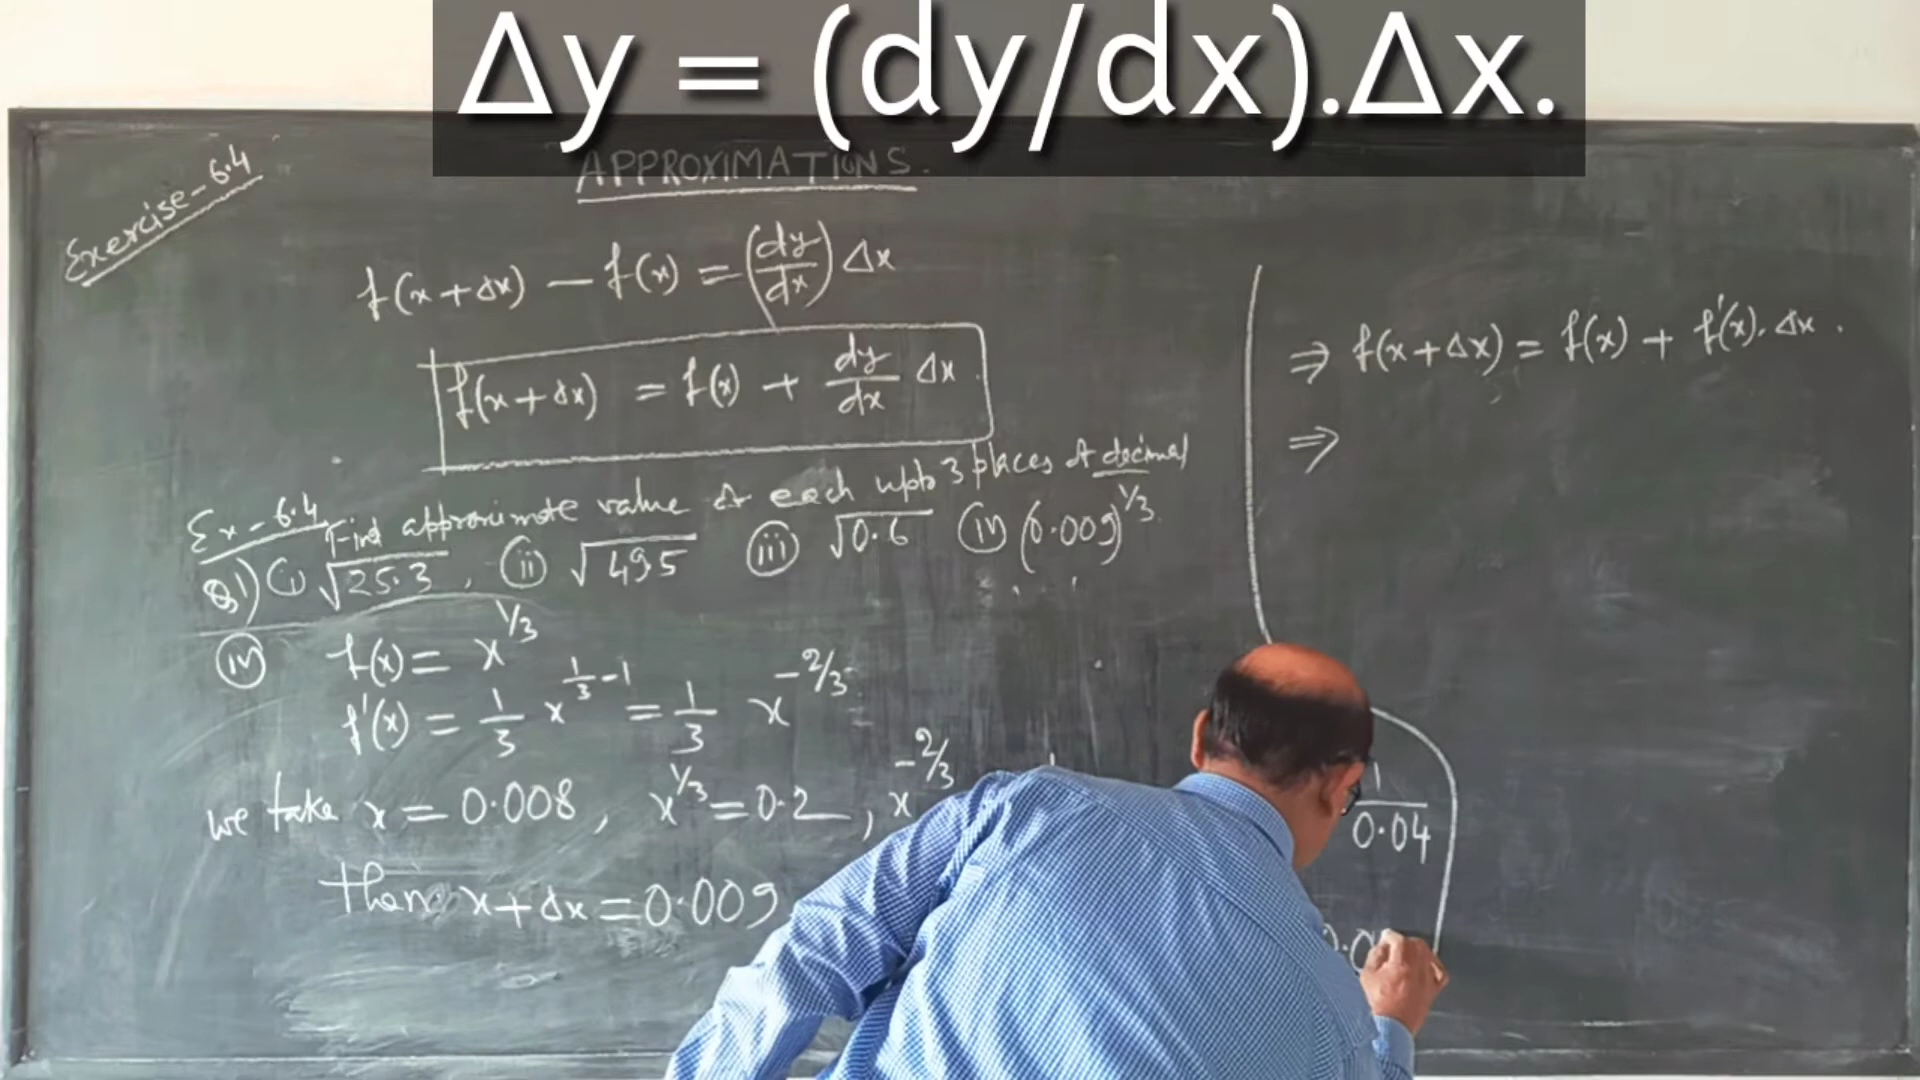 Δy = (dy/dx).Δx.
APPROXIMATIONS.
Exercise-6.4
f(x+Δx) − f(x) = (dy/dx) Δx
f(x+Δx) = f(x) + dy/dx Δx.
Ex-6.4 Find approximate value of each upto 3 places of decimal
Q1) (i) √25.3, (ii) √49.5 (iii) √0.6 (iv) (0.009)^1/3.
(iv) f(x) = x^1/3
f'(x) = 1/3 x^1/3-1 = 1/3 x^-2/3
we take x = 0.008, x^1/3 = 0.2, x^-2/3
1/0.04
Then x+Δx = 0.009
⇒ f(x+Δx) = f(x) + f'(x).Δx.
⇒